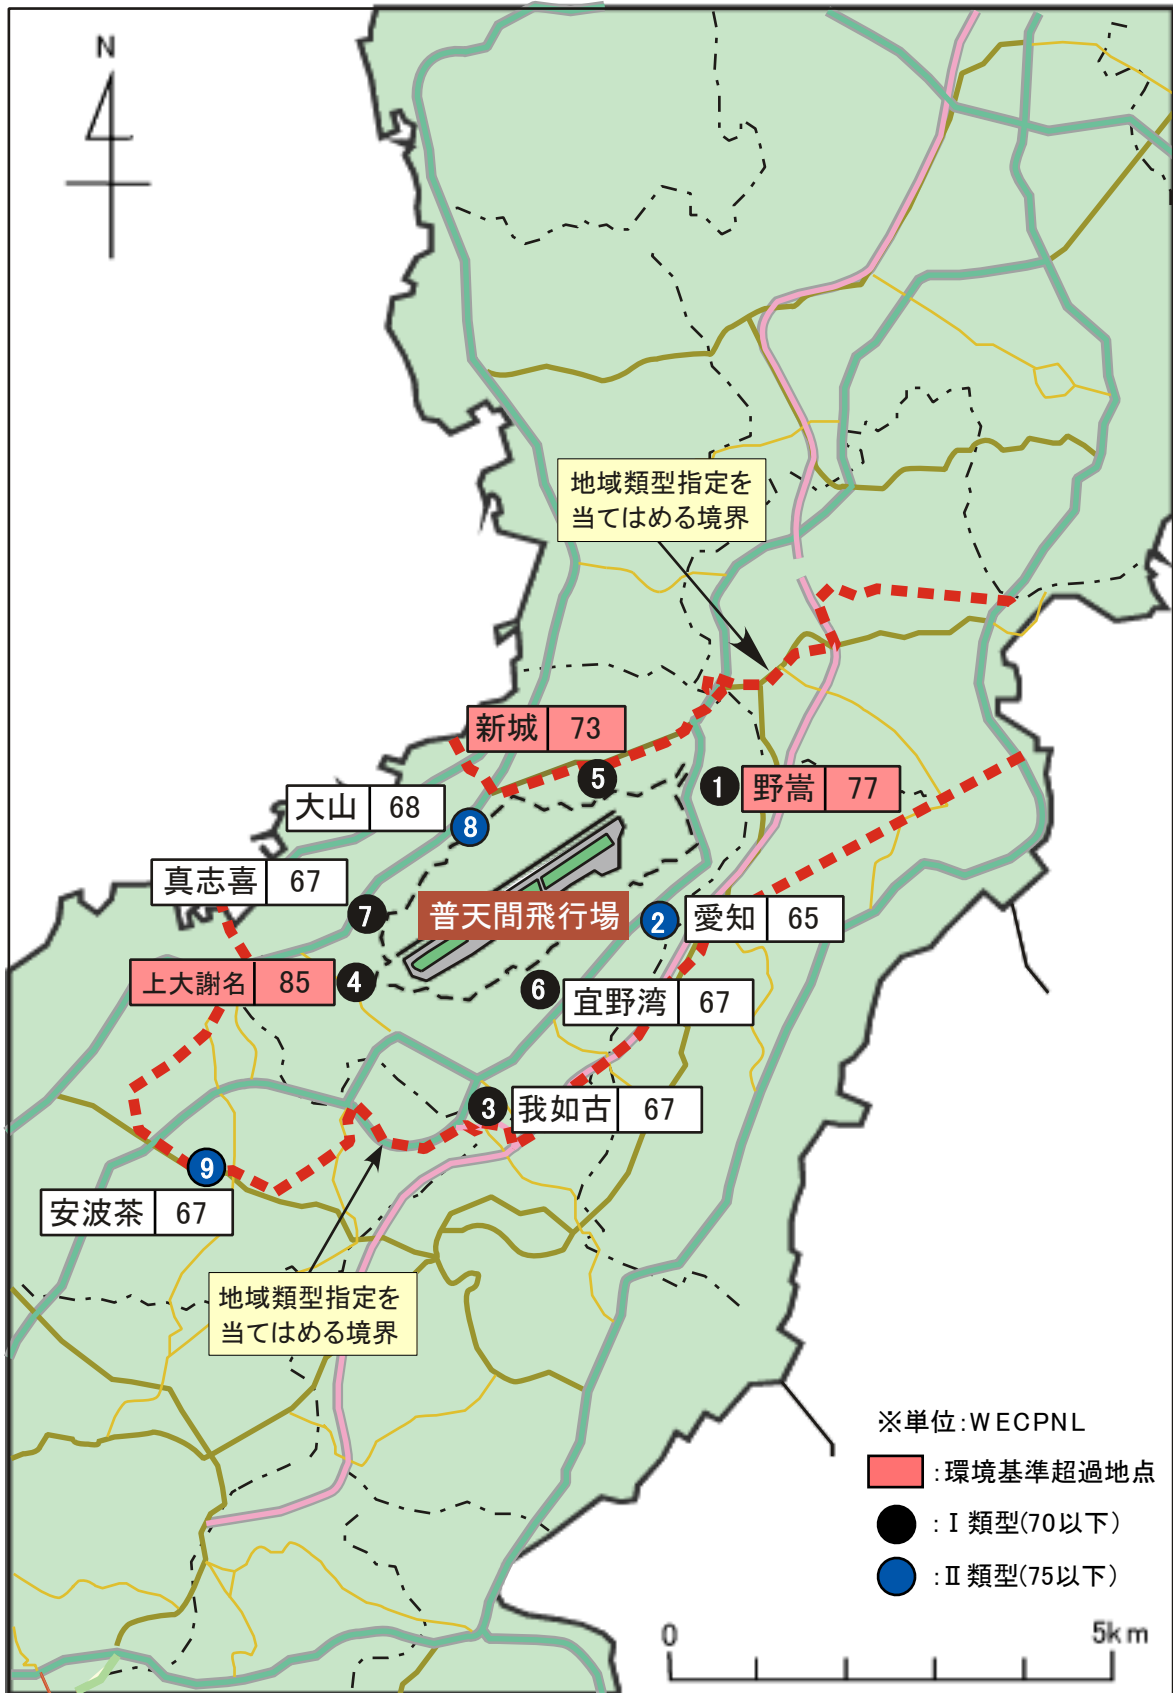 N
地域類型指定を
当てはめる境界
新城 73
5
1
野嵩 77
大山 68
8
真志喜 67
7
普天間飛行場
2
愛知 65
上大謝名 85
4
6
宜野湾 67
3
我如古 67
9
安波茶 67
地域類型指定を
当てはめる境界
※単位:WECPNL
:環境基準超過地点
:Ⅰ類型(70以下)
:Ⅱ類型(75以下)
0 5km